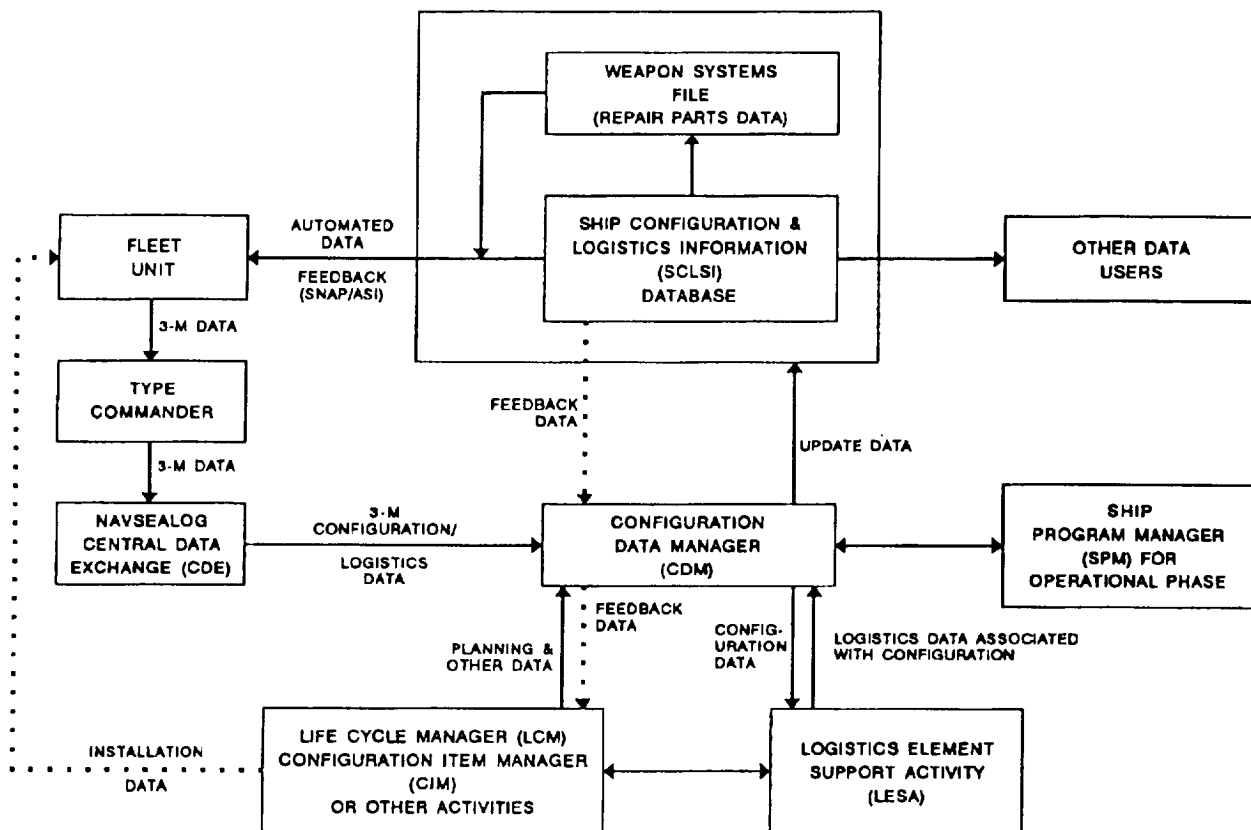 WEAPON SYSTEMS
FILE
(REPAIR PARTS DATA)
SHIP CONFIGURATION &
LOGISTICS INFORMATION
(SCLSI)
DATABASE
FLEET
UNIT
AUTOMATED
DATA
FEEDBACK
(SNAP/ASI)
OTHER DATA
USERS
3-M DATA
TYPE
COMMANDER
FEEDBACK
DATA
UPDATE DATA
3-M DATA
NAVSEALOG
CENTRAL DATA
EXCHANGE (CDE)
3-M
CONFIGURATION/
LOGISTICS
DATA
CONFIGURATION
DATA MANAGER
(CDM)
SHIP
PROGRAM MANAGER
(SPM) FOR
OPERATIONAL PHASE
PLANNING &
OTHER DATA
FEEDBACK
DATA
CONFIG-
URATION
DATA
LOGISTICS DATA ASSOCIATED
WITH CONFIGURATION
INSTALLATION
DATA
LIFE CYCLE MANAGER (LCM)
CONFIGURATION ITEM MANAGER
(CIM)
OR OTHER ACTIVITIES
LOGISTICS ELEMENT
SUPPORT ACTIVITY
(LESA)